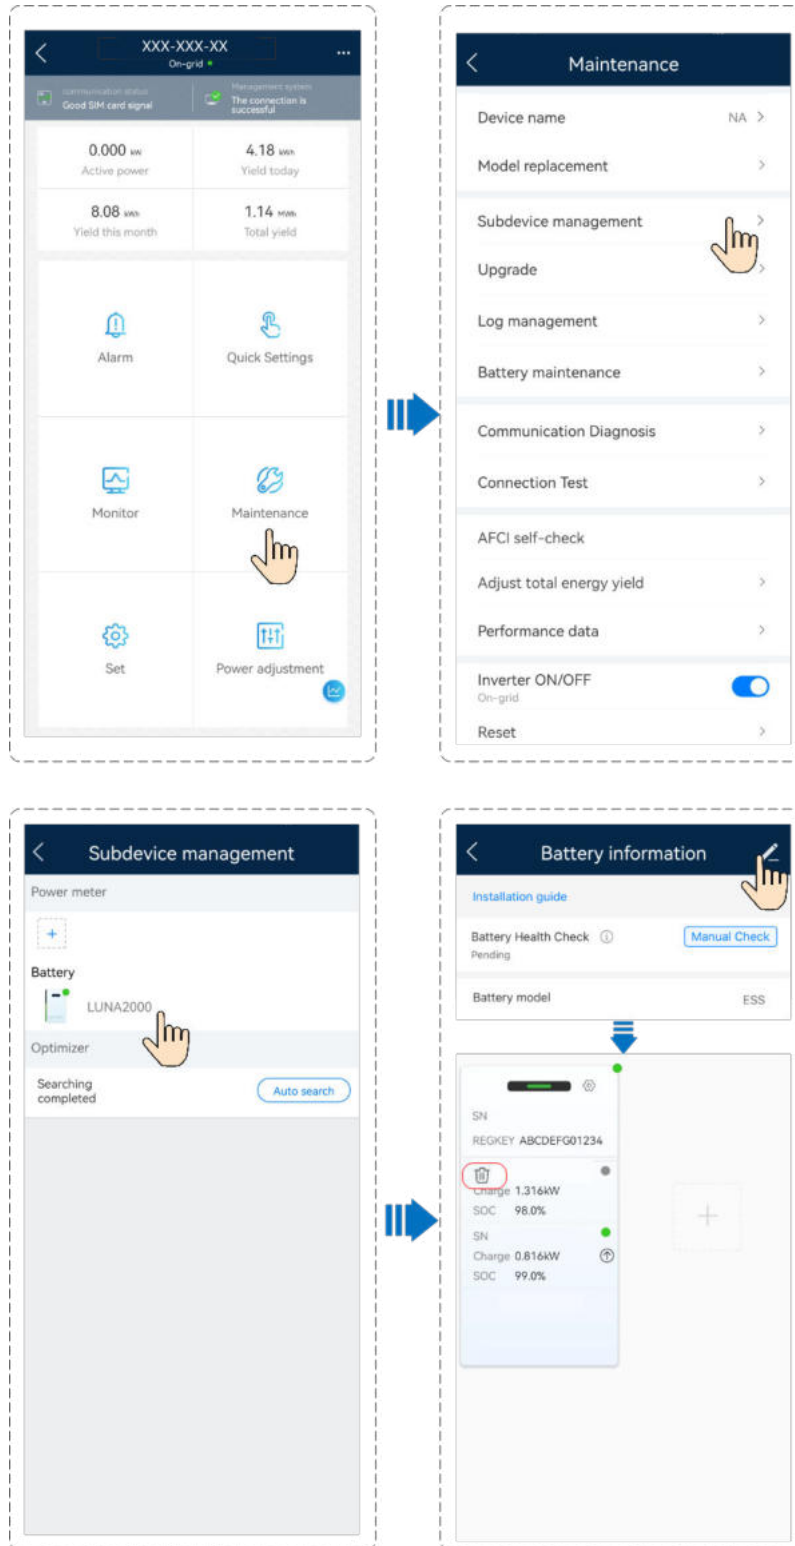 XXX-XXX-XX
On-grid
communication status
Good SIM card signal
Management system
The connection is
successful
0.000 kW
Active power
4.18 kWh
Yield today
8.08 kWh
Yield this month
1.14 MWh
Total yield
Alarm
Quick Settings
Monitor
Maintenance
Set
Power adjustment
Maintenance
Device name NA
Model replacement
Subdevice management
Upgrade
Log management
Battery maintenance
Communication Diagnosis
Connection Test
AFCI self-check
Adjust total energy yield
Performance data
Inverter ON/OFF
On-grid
Reset
Subdevice management
Power meter
Battery
LUNA2000
Optimizer
Searching
completed
Auto search
Battery information
Installation guide
Battery Health Check
Manual Check
Pending
Battery model ESS
SN
REGKEY ABCDEFG01234
Charge 1.316kW
SOC 98.0%
SN
Charge 0.816kW
SOC 99.0%